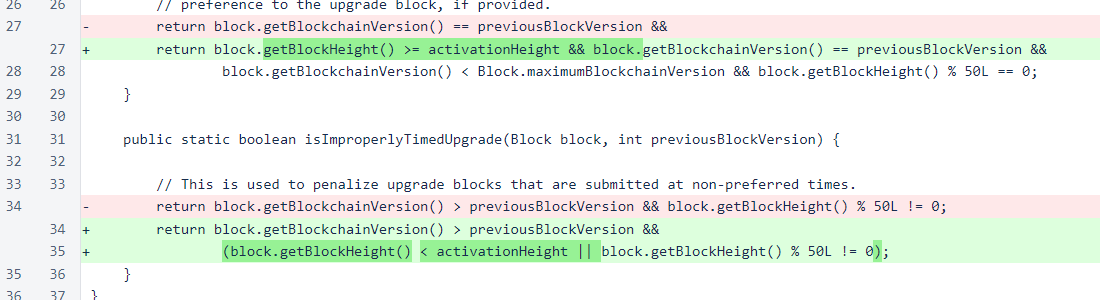 26 26 // preference to the upgrade block, if provided.
27 - return block.getBlockchainVersion() == previousBlockVersion &&
27 + return block.getBlockHeight() >= activationHeight && block.getBlockchainVersion() == previousBlockVersion &&
28 28 block.getBlockchainVersion() < Block.maximumBlockchainVersion && block.getBlockHeight() % 50L == 0;
29 29 }
30 30
31 31 public static boolean isImproperlyTimedUpgrade(Block block, int previousBlockVersion) {
32 32
33 33 // This is used to penalize upgrade blocks that are submitted at non-preferred times.
34 - return block.getBlockchainVersion() > previousBlockVersion && block.getBlockHeight() % 50L != 0;
34 + return block.getBlockchainVersion() > previousBlockVersion &&
35 + (block.getBlockHeight() < activationHeight || block.getBlockHeight() % 50L != 0);
35 36 }
36 37 }